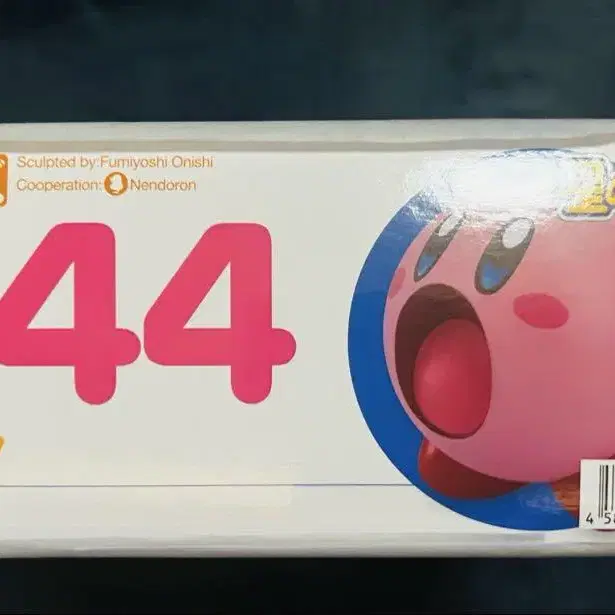 Sculpted by:Fumiyoshi Onishi
Cooperation: Nendoron
44